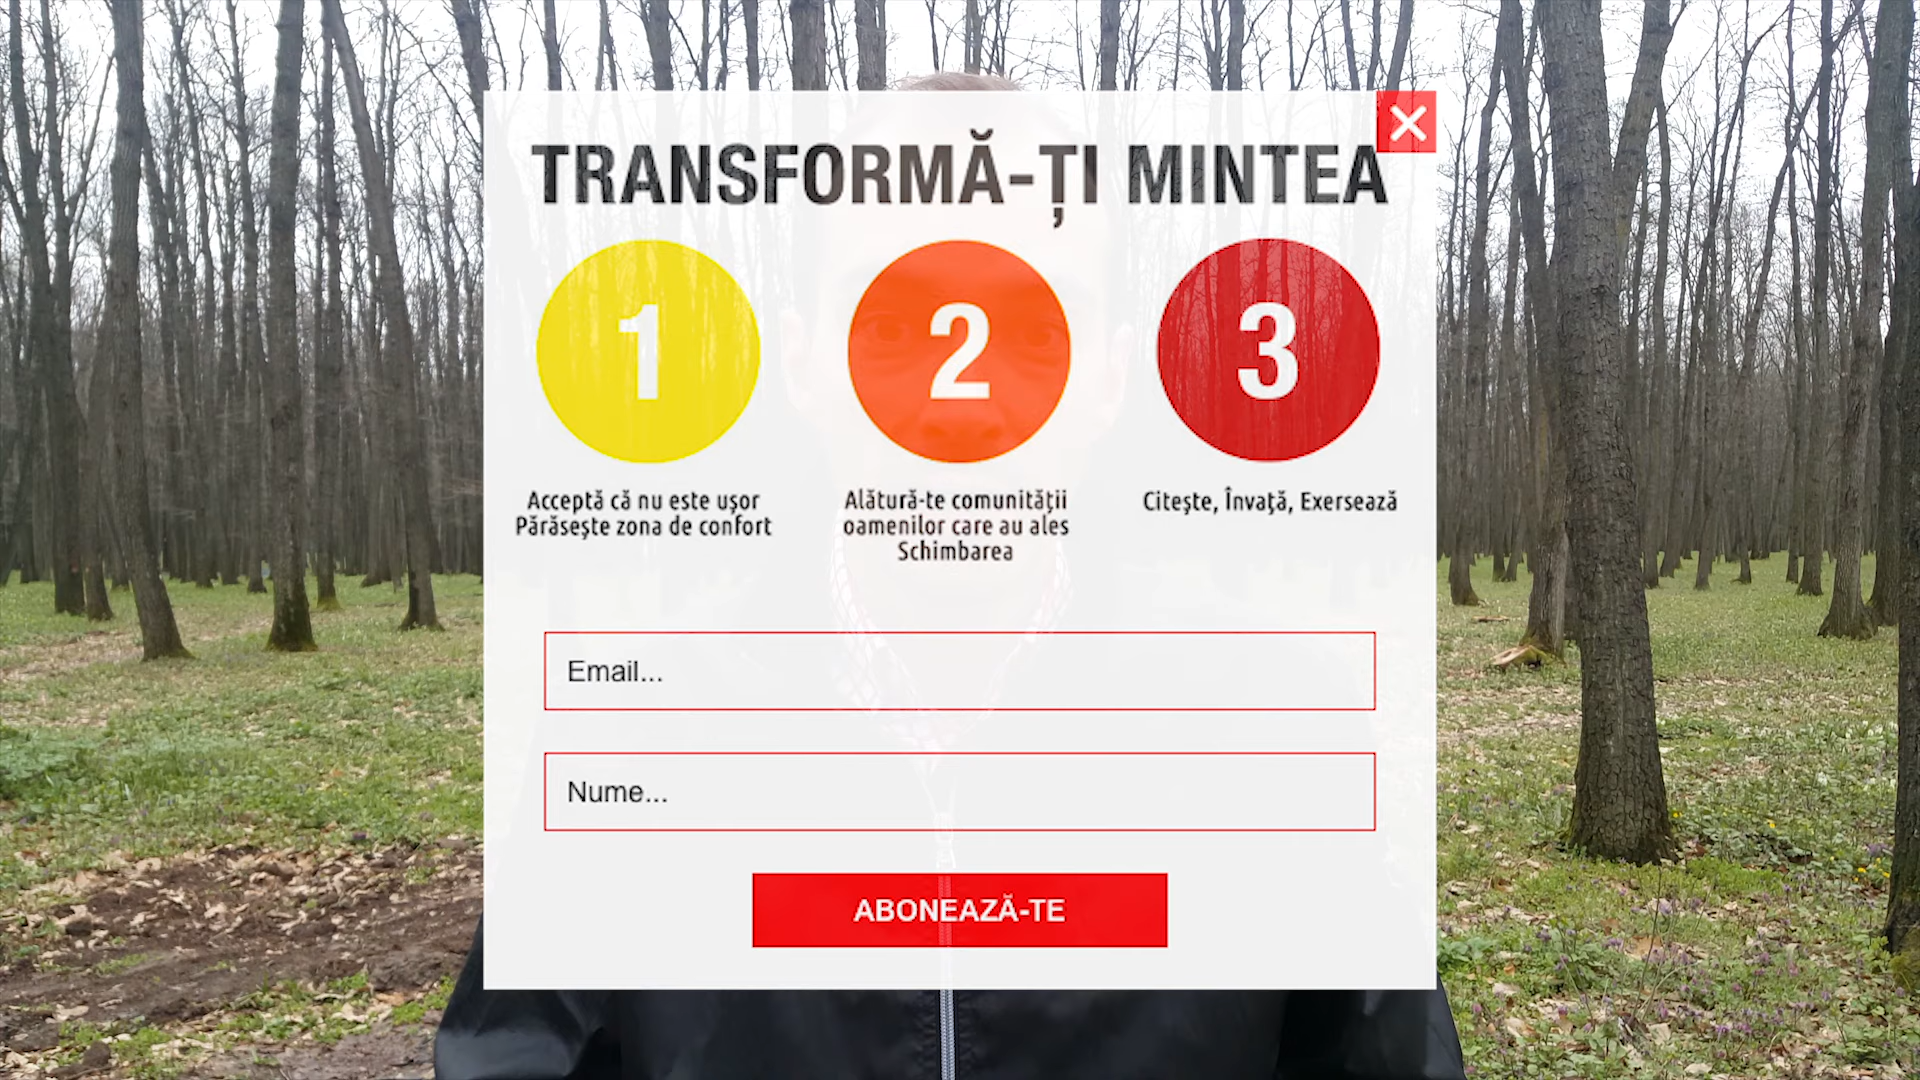 TRANSFORMĂ-ȚI MINTEA
1
2
3
Acceptă că nu este ușor
Părăsește zona de confort
Alătură-te comunității
oamenilor care au ales
Schimbarea
Citește, Învață, Exersează
Email...
Nume...
ABONEAZĂ-TE